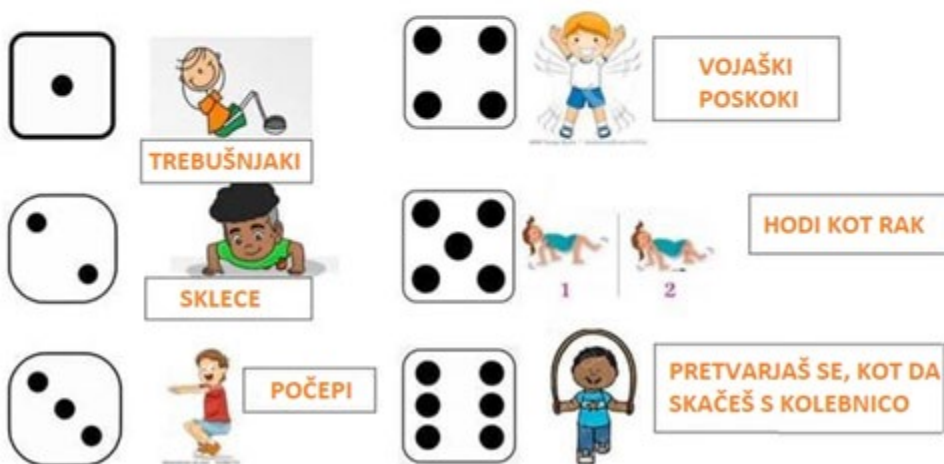 TREBUŠNJAKI
SKLECE
POČEPI
VOJAŠKI
POSKOKI
HODI KOT RAK
1 2
PRETVARJAŠ SE, KOT DA
SKAČEŠ S KOLEBNICO